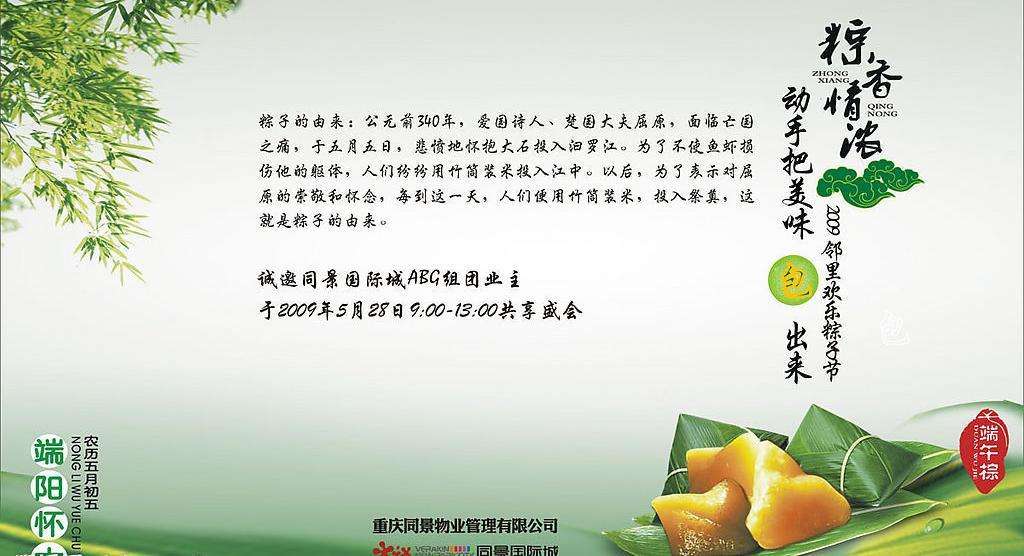 粽香情浓
ZHONG
XIANG
QING
NONG
动手把美味包出来
2009邻里欢乐粽子节
粽子的由来：公元前340年，爱国诗人、楚国大夫屈原，面临亡国
之痛，于五月五日，悲愤地怀抱大石投入汨罗江。为了不使鱼虾损
伤他的躯体，人们纷纷用竹筒装米投入江中。以后，为了表示对屈
原的崇敬和怀念，每到这一天，人们便用竹筒装米，投入祭奠，这
就是粽子的由来。
诚邀同景国际城ABG组团业主
于2009年5月28日9:00-13:00共享盛会
包
端午棕
DUAN WU JIE
农历五月初五
NONG LI WU YUE CHU
端阳怀
重庆同景物业管理有限公司
同景国际城